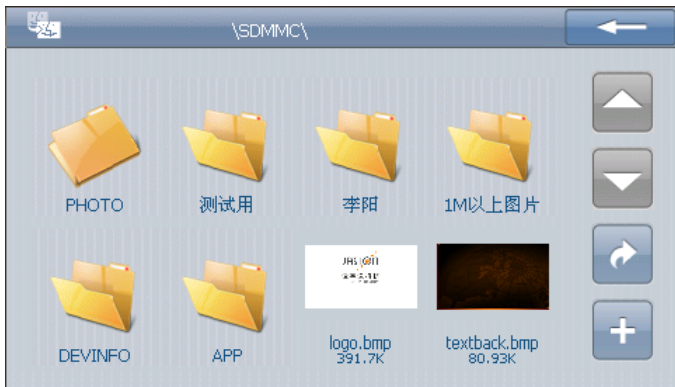 \SDMMC\
PHOTO
测试用
李阳
1M以上图片
DEVINFO
APP
logo.bmp
391.7K
textback.bmp
80.93K